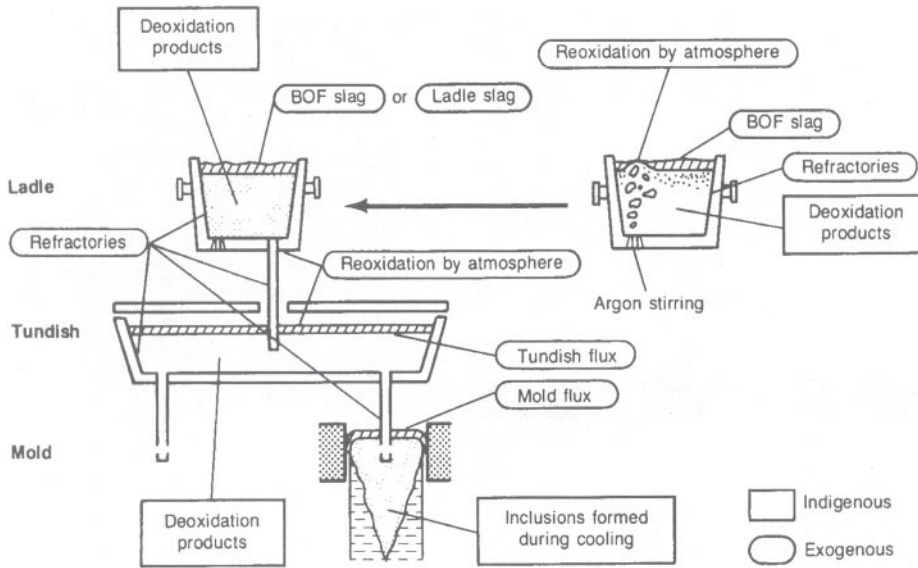 Deoxidation
products
Reoxidation by atmosphere
BOF slag or Ladle slag
BOF slag
Ladle
Refractories
Deoxidation
products
Refractories
Reoxidation by atmosphere
Argon stirring
Tundish
Tundish flux
Mold flux
Mold
Deoxidation
products
Inclusions formed
during cooling
Indigenous
Exogenous